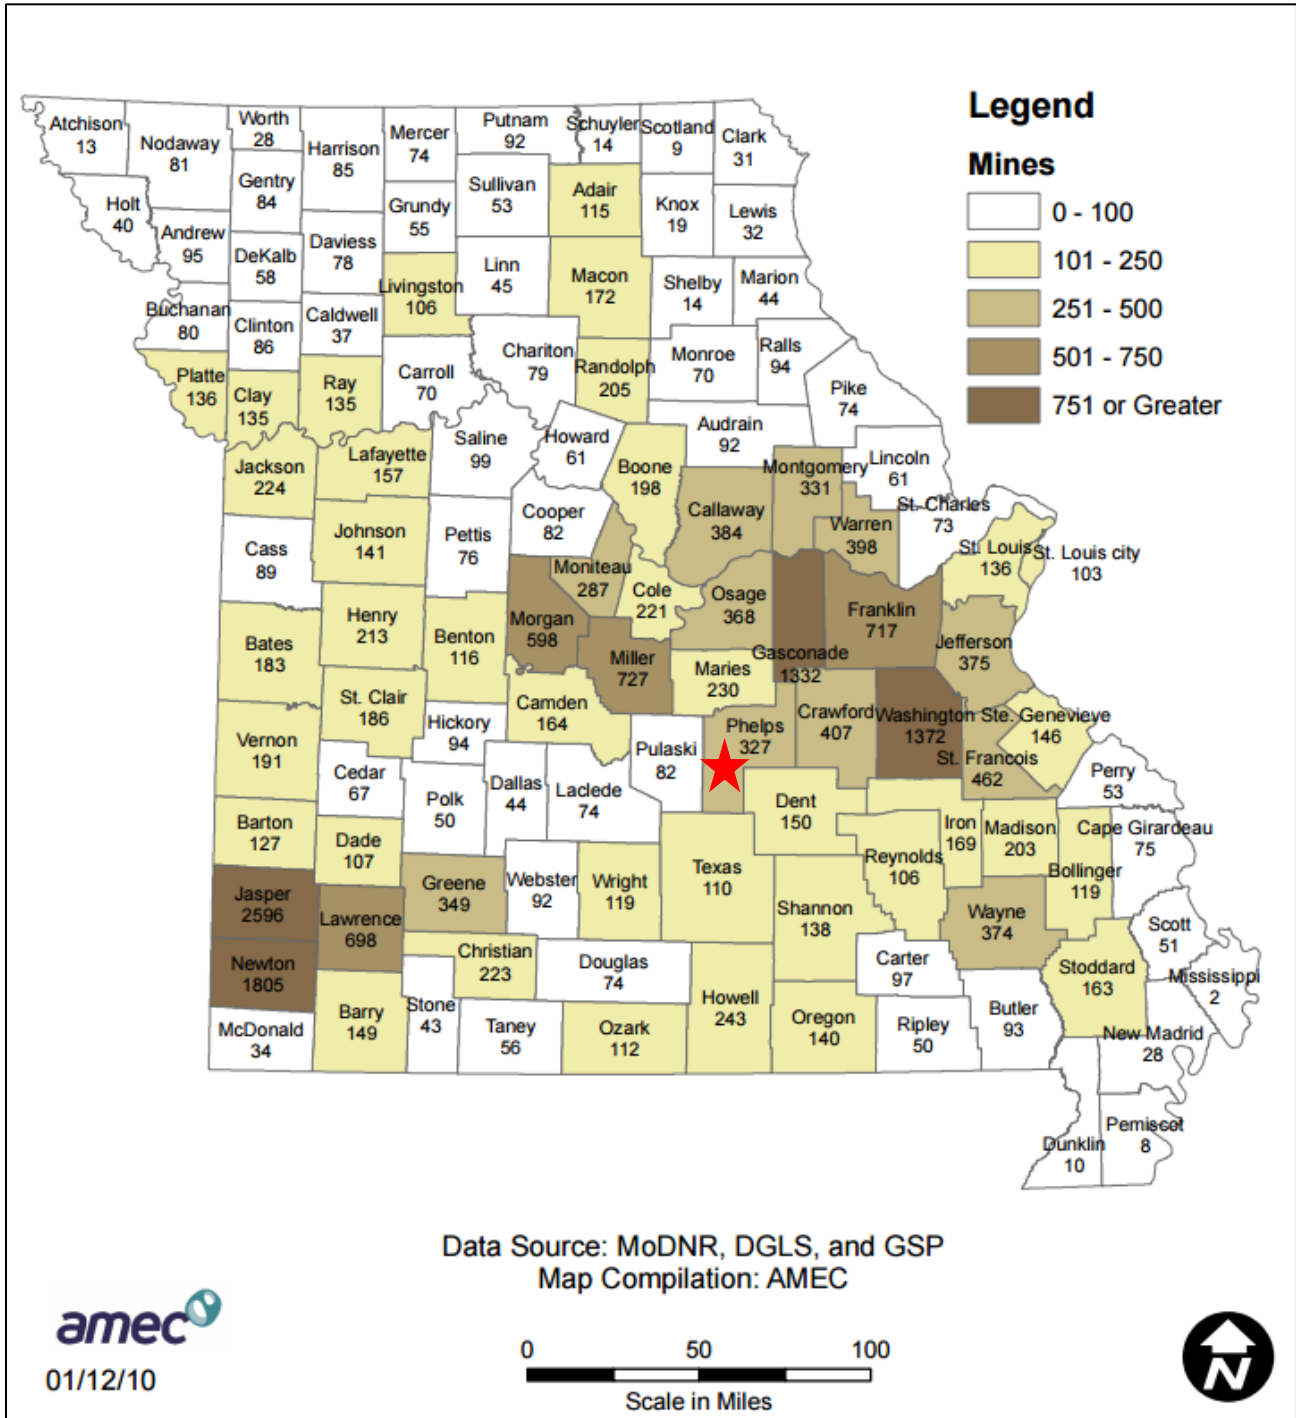 Legend
Mines
0 - 100
101 - 250
251 - 500
501 - 750
751 or Greater
Atchison
13
Nodaway
81
Worth
28
Harrison
85
Mercer
74
Putnam
92
Schuyler
14
Scotland
9
Clark
31
Holt
40
Gentry
84
Andrew
95
DeKalb
58
Daviess
78
Grundy
55
Sullivan
53
Adair
115
Knox
19
Lewis
32
Livingston
106
Linn
45
Macon
172
Shelby
14
Marion
44
Buchanan
80
Clinton
86
Caldwell
37
Chariton
79
Randolph
205
Monroe
70
Ralls
94
Platte
136
Clay
135
Ray
135
Carroll
70
Pike
74
Saline
99
Howard
61
Audrain
92
Jackson
224
Lafayette
157
Boone
198
Montgomery
331
Lincoln
61
Callaway
384
St. Charles
73
Cooper
82
Warren
398
Cass
89
Johnson
141
Pettis
76
Moniteau
287
St. Louis
136
St. Louis city
103
Cole
221
Osage
368
Gasconade
1332
Franklin
717
Jefferson
375
Bates
183
Henry
213
Benton
116
Morgan
598
Miller
727
Maries
230
St. Clair
186
Camden
164
Hickory
94
Phelps
327
Crawford
407
Washington
1372
Ste. Genevieve
146
St. Francois
462
Vernon
191
Pulaski
82
Perry
53
Cedar
67
Polk
50
Dallas
44
Laclede
74
Dent
150
Barton
127
Dade
107
Iron
169
Madison
203
Cape Girardeau
75
Bollinger
119
Reynolds
106
Jasper
2596
Lawrence
698
Greene
349
Webster
92
Wright
119
Texas
110
Shannon
138
Wayne
374
Scott
51
Newton
1805
Christian
223
Douglas
74
Carter
97
Stoddard
163
Mississippi
2
McDonald
34
Barry
149
Stone
43
Taney
56
Ozark
112
Howell
243
Oregon
140
Ripley
50
Butler
93
New Madrid
28
Dunklin
10
Pemiscot
8
Data Source: MoDNR, DGLS, and GSP
Map Compilation: AMEC
amec
01/12/10
0 50 100
Scale in Miles
N